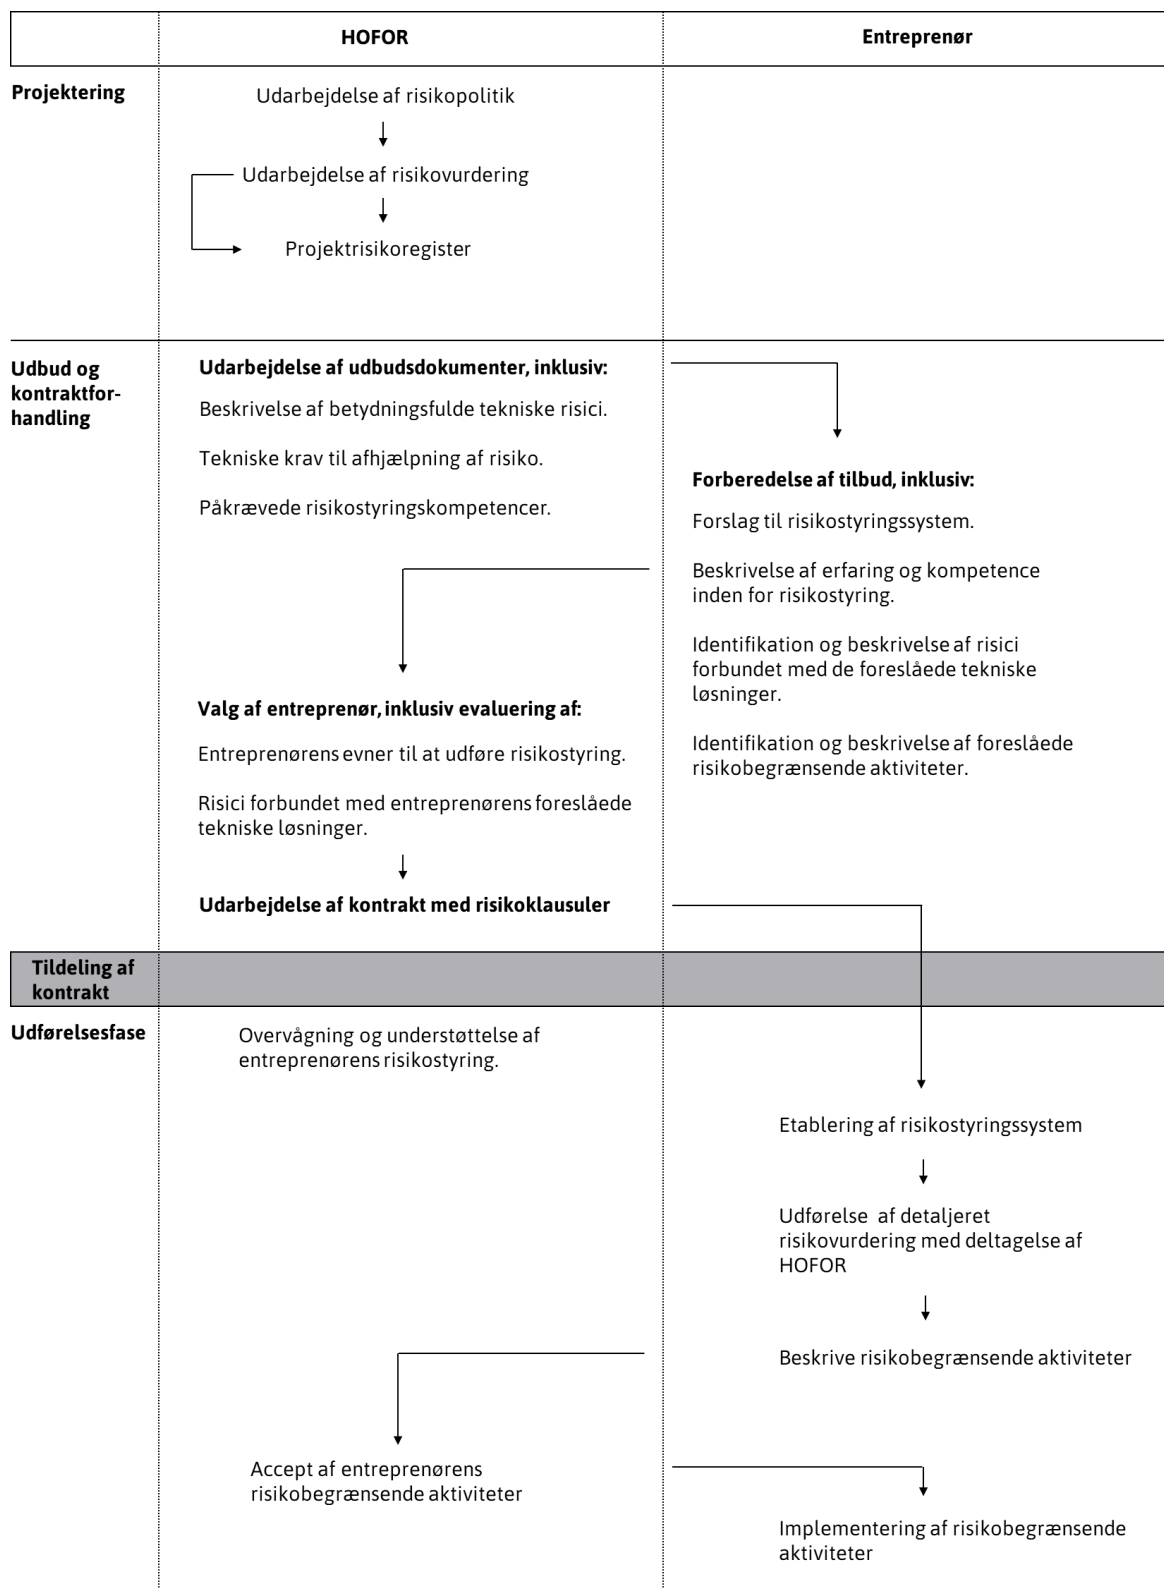 HOFOR
Entreprenør
Projektering
Udarbejdelse af risikopolitik
Udarbejdelse af risikovurdering
Projektrisikoregister
Udbud og
kontraktfor-
handling
Udarbejdelse af udbudsdokumenter, inklusiv:
Beskrivelse af betydningsfulde tekniske risici.
Tekniske krav til afhjælpning af risiko.
Påkrævede risikostyringskompetencer.
Forberedelse af tilbud, inklusiv:
Forslag til risikostyringssystem.
Beskrivelse af erfaring og kompetence
inden for risikostyring.
Identifikation og beskrivelse af risici
forbundet med de foreslåede tekniske
løsninger.
Identifikation og beskrivelse af foreslåede
risikobegrænsende aktiviteter.
Valg af entreprenør, inklusiv evaluering af:
Entreprenørens evner til at udføre risikostyring.
Risici forbundet med entreprenørens foreslåede
tekniske løsninger.
Udarbejdelse af kontrakt med risikoklausuler
Tildeling af
kontrakt
Udførelsesfase
Overvågning og understøttelse af
entreprenørens risikostyring.
Etablering af risikostyringssystem
Udførelse af detaljeret
risikovurdering med deltagelse af
HOFOR
Beskrive risikobegrænsende aktiviteter
Accept af entreprenørens
risikobegrænsende aktiviteter
Implementering af risikobegrænsende
aktiviteter